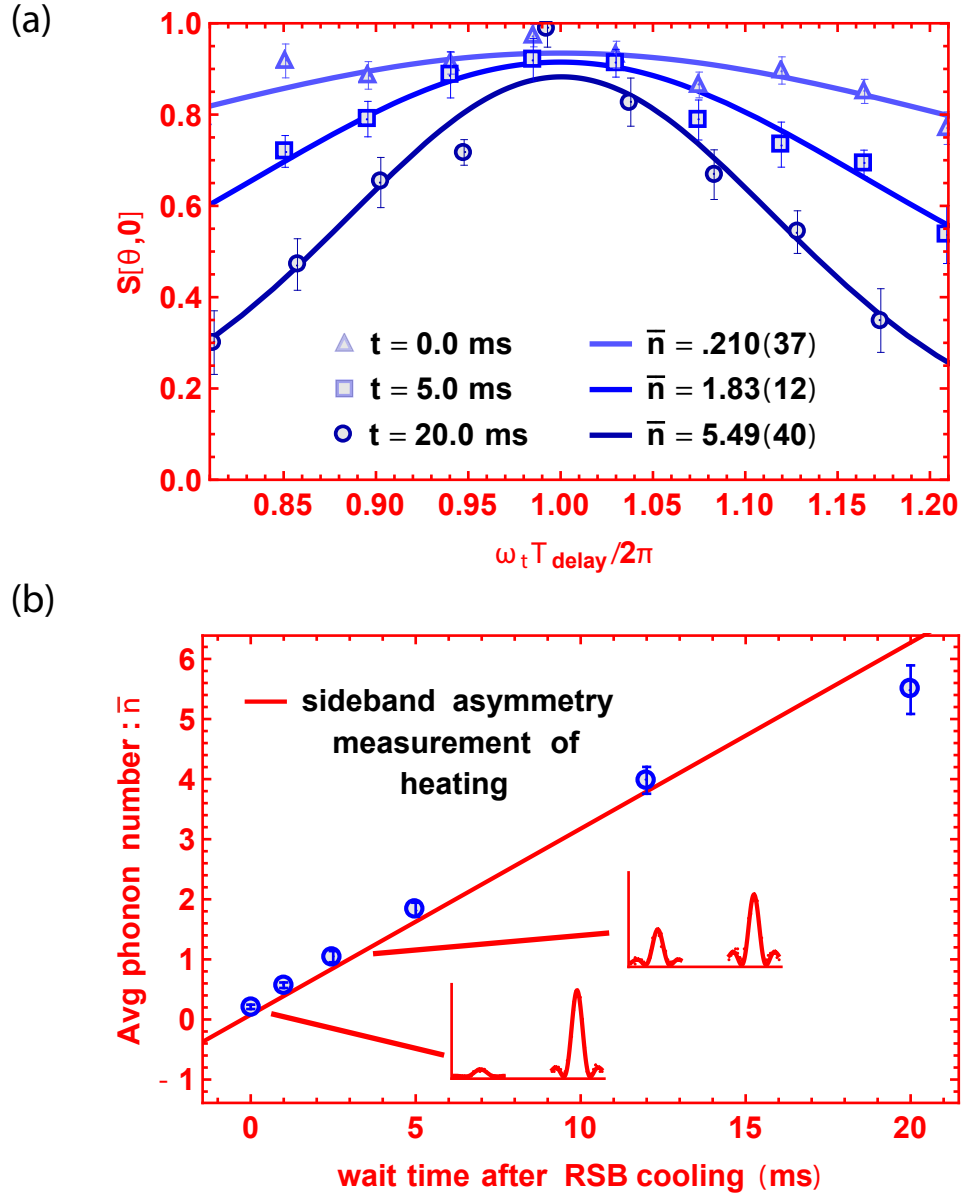 (a)
1.0
0.8
0.6
0.4
0.2
0.0
S[θ,0]
t = 0.0 ms
n̅ = .210(37)
t = 5.0 ms
n̅ = 1.83(12)
t = 20.0 ms
n̅ = 5.49(40)
0.85 0.90 0.95 1.00 1.05 1.10 1.15 1.20
ω t T delay /2π
(b)
6
5
4
3
2
1
0
- 1
Avg phonon number: n̅
sideband asymmetry
measurement of
heating
0 5 10 15 20
wait time after RSB cooling (ms)